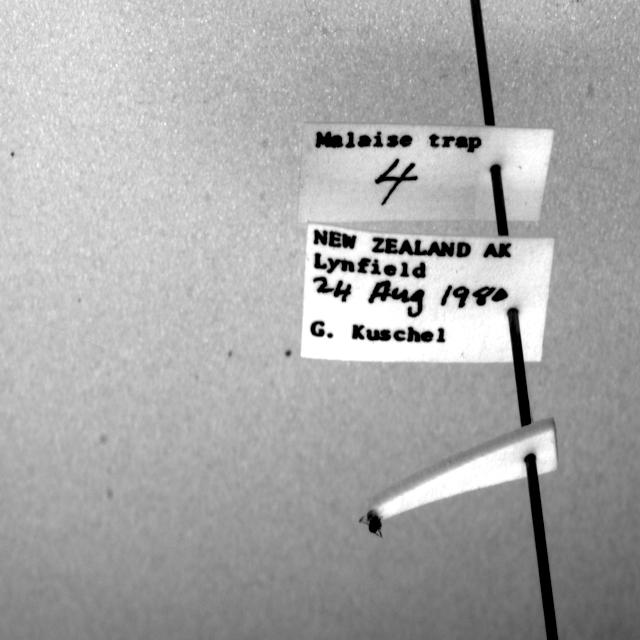 Malaise trap
4
NEW ZEALAND AK
Lynfield
24 Aug 1980
G. Kuschel